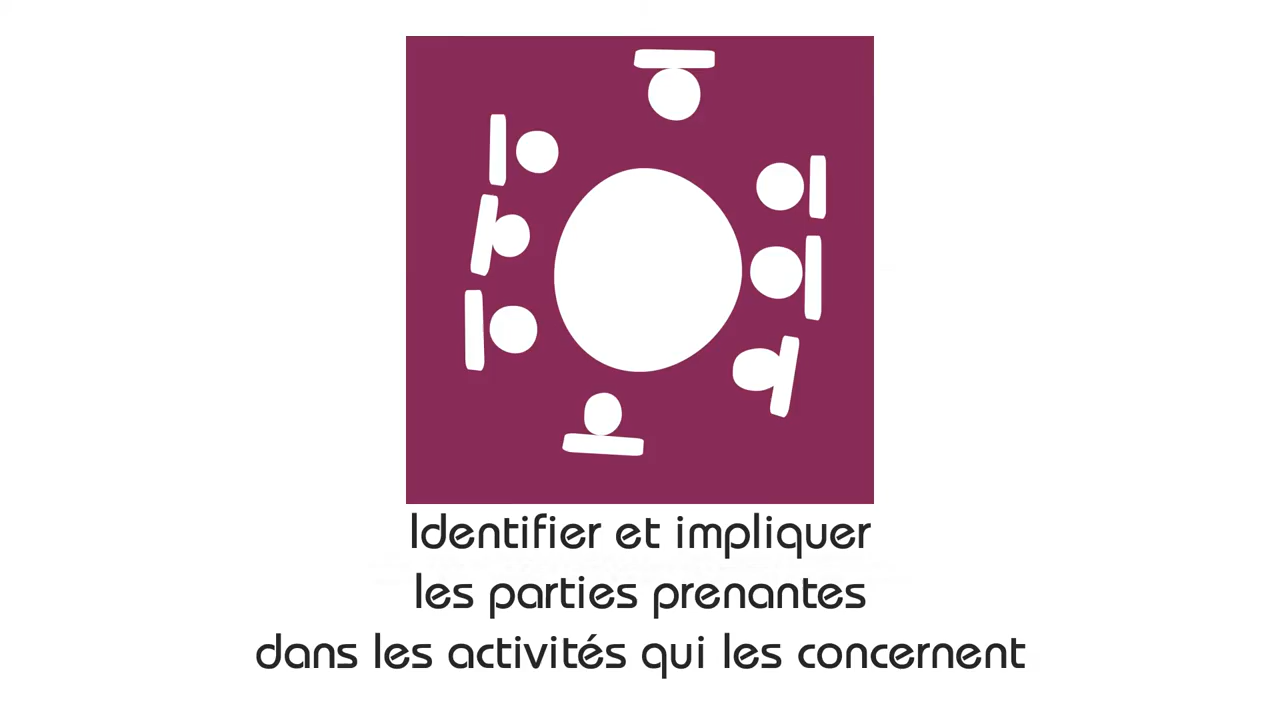 Identifier et impliquer
les parties prenantes
dans les activités qui les concernent